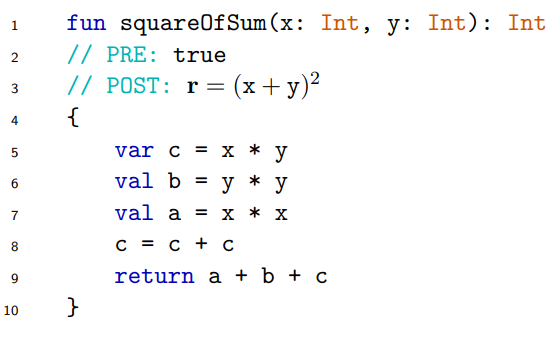 1 fun squareOfSum(x: Int, y: Int): Int
2 // PRE: true
3 // POST: r = (x + y)²
4 {
5 var c = x * y
6 val b = y * y
7 val a = x * x
8 c = c + c
9 return a + b + c
10 }